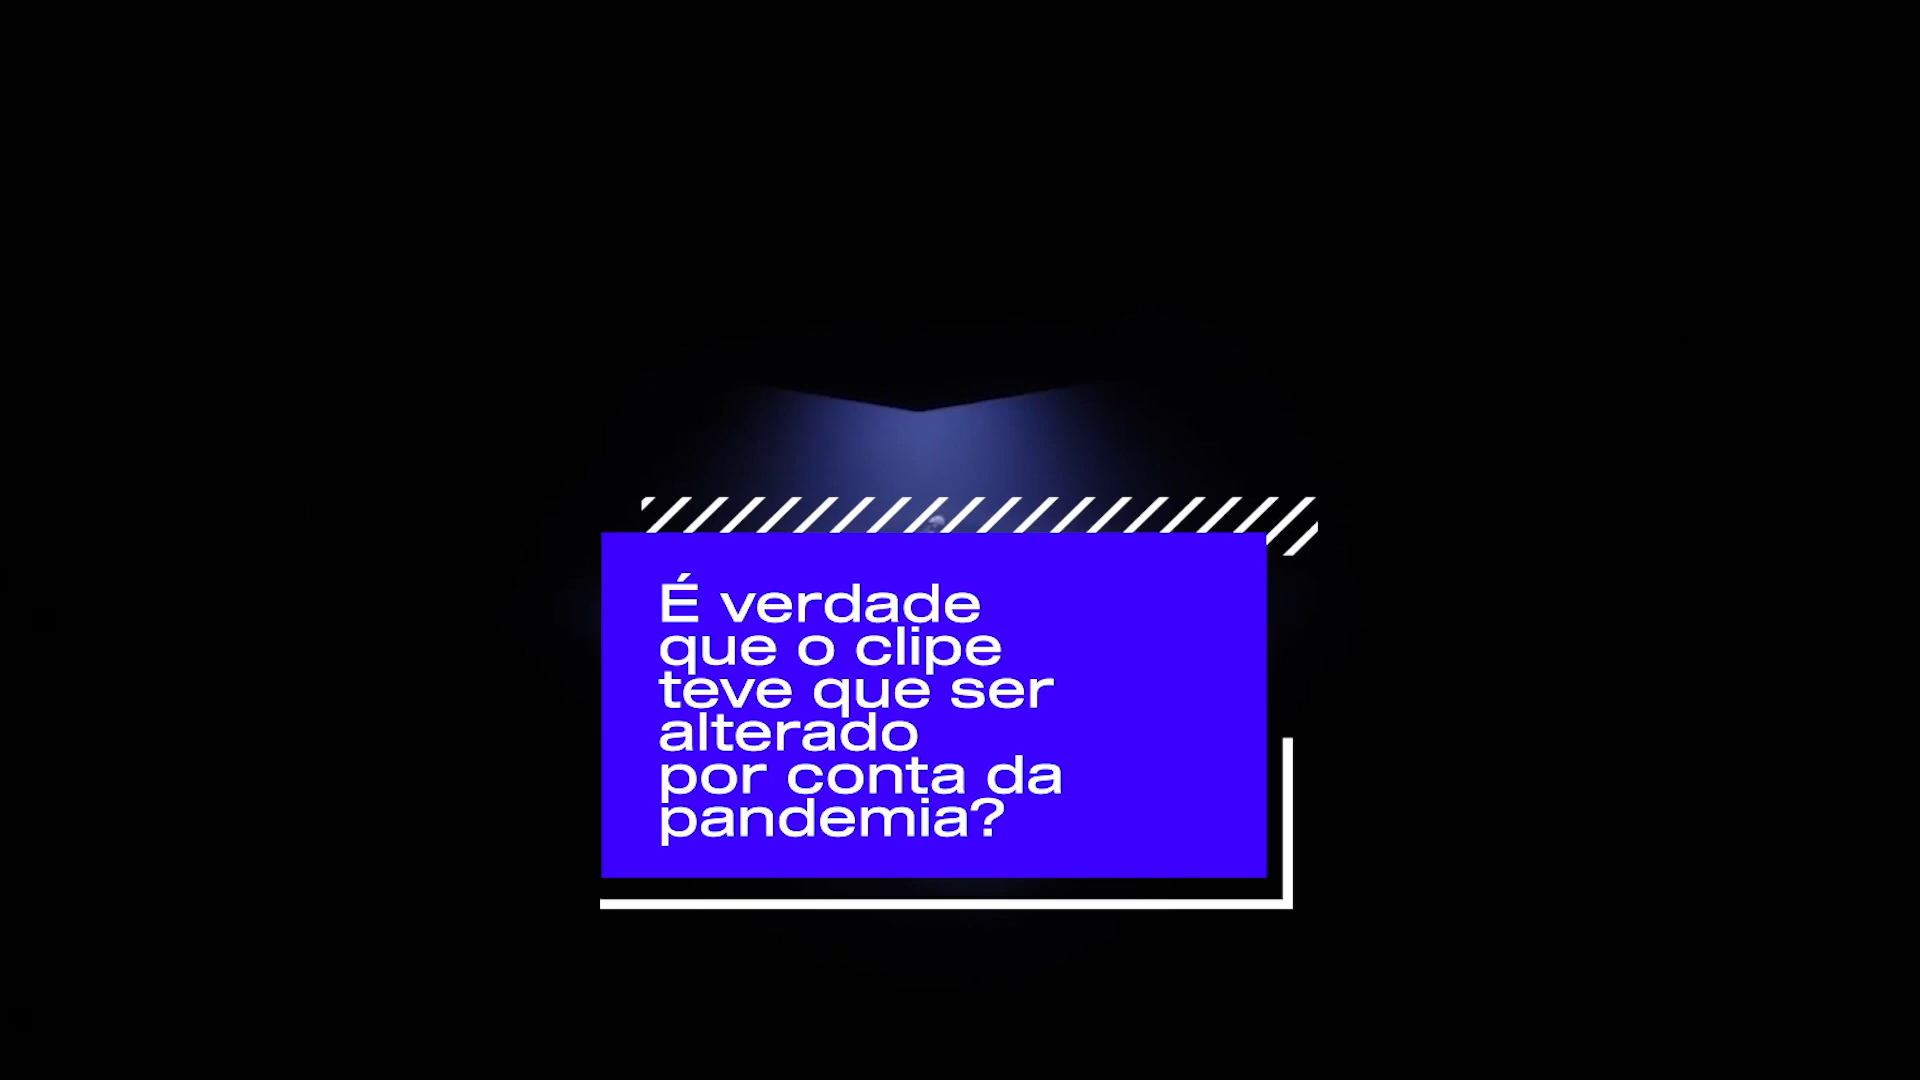 É verdade
que o clipe
teve que ser
alterado
por conta da
pandemia?